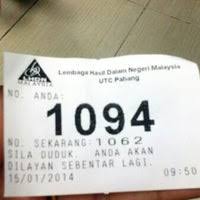 LHDN
MALAYSIA
Lembaga Hasil Dalam Negeri Malaysia
UTC Pahang
NO. ANDA:
1094
NO. SEKARANG: 1062
SILA DUDUK. ANDA AKAN
DILAYAN SEBENTAR LAGI.
15/01/2014 09:50